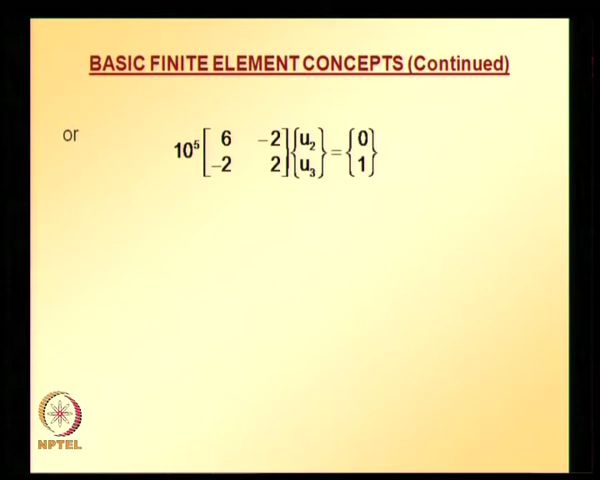 BASIC FINITE ELEMENT CONCEPTS (Continued)
or
10⁵ [ 6 −2 ] { u₂ } = { 0 }
[ −2 2 ] { u₃ } { 1 }
NPTEL